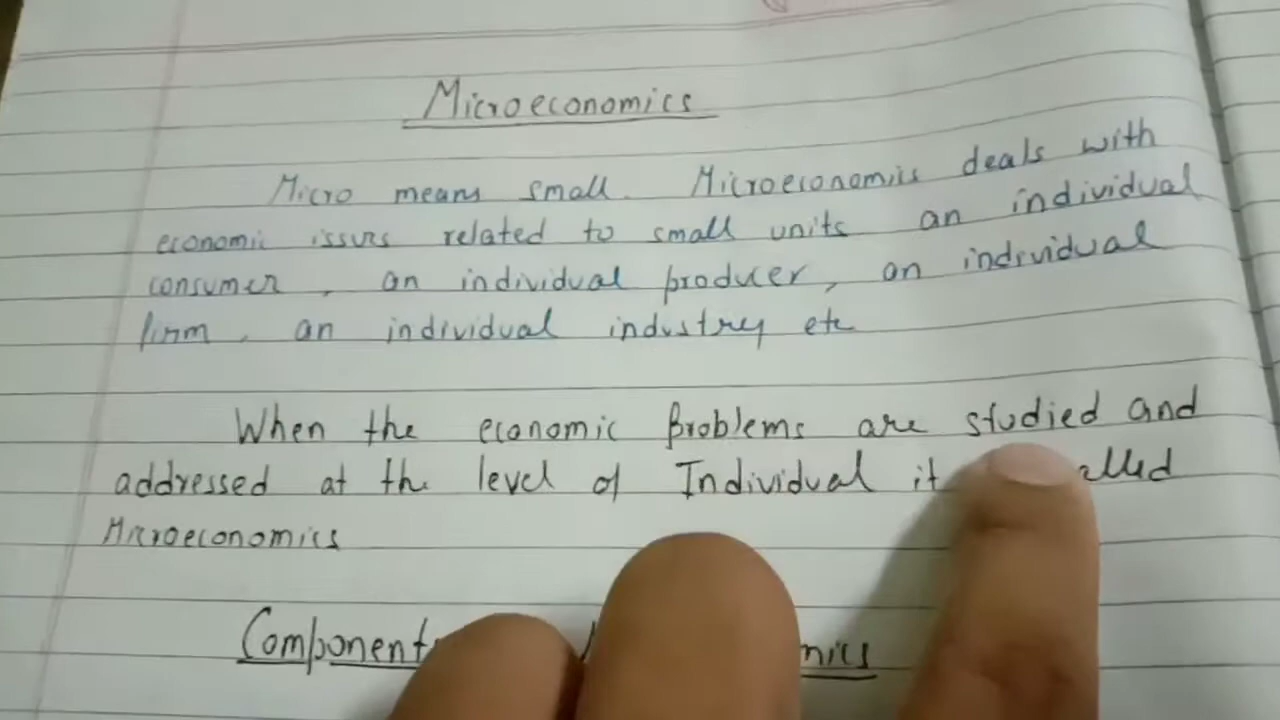 Microeconomics
Micro means small. Microeconomics deals with
economic issues related to small units an individual
consumer, an individual producer, an individual
firm, an individual industry etc
When the economic problems are studied and
addressed at the level of Individual it
Microeconomics